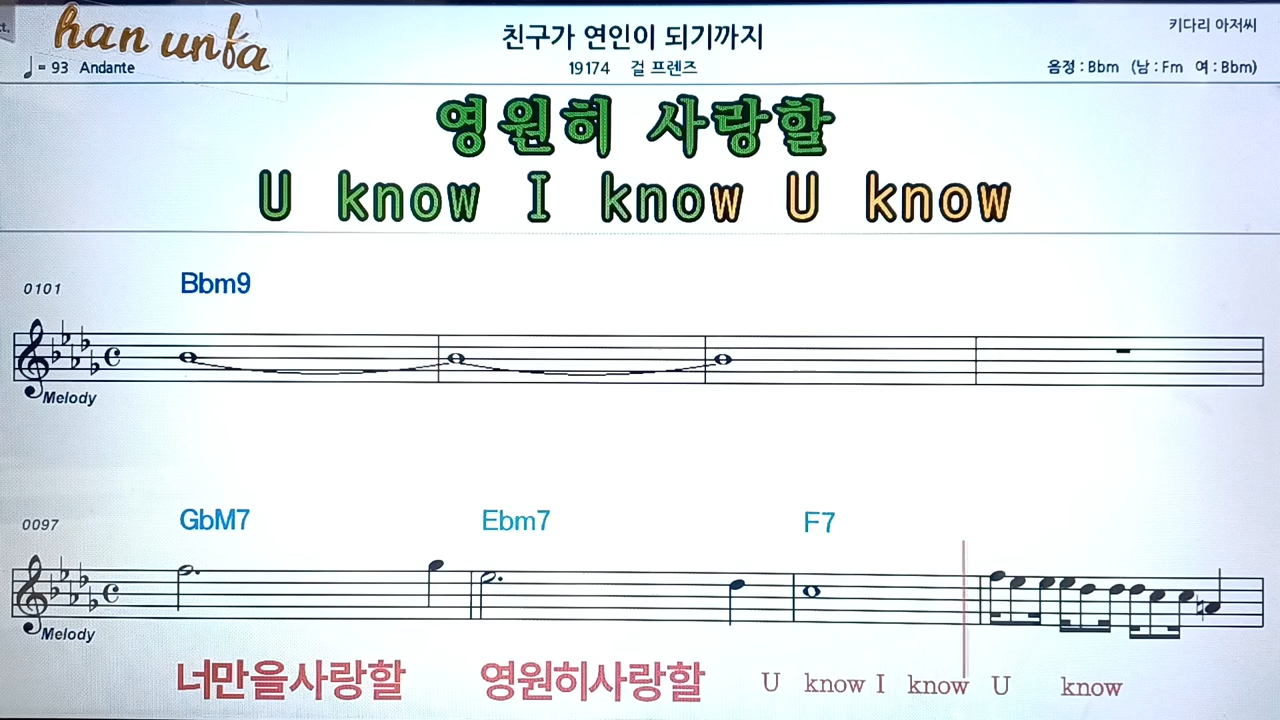 han unfa
♩= 93 Andante
친구가 연인이 되기까지
19174 걸 프렌즈
키다리 아저씨
음정 : Bbm (남 : Fm 여 : Bbm)
영원히 사랑할
U know I know U know
0101
Bbm9
Melody
0097
GbM7 Ebm7 F7
Melody
너만을사랑할 영원히사랑할 U know I know U know